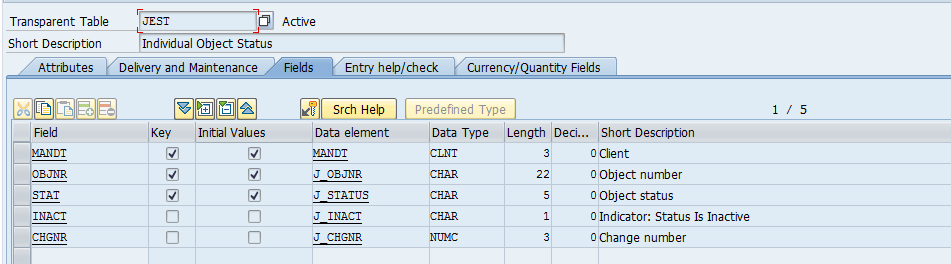 Transparent Table JEST Active
Short Description Individual Object Status
Attributes Delivery and Maintenance Fields Entry help/check Currency/Quantity Fields
Srch Help Predefined Type 1 / 5
Field Key Initial Values Data element Data Type Length Deci... Short Description
MANDT MANDT CLNT 3 0 Client
OBJNR J_OBJNR CHAR 22 0 Object number
STAT J_STATUS CHAR 5 0 Object status
INACT J_INACT CHAR 1 0 Indicator: Status Is Inactive
CHGNR J_CHGNR NUMC 3 0 Change number